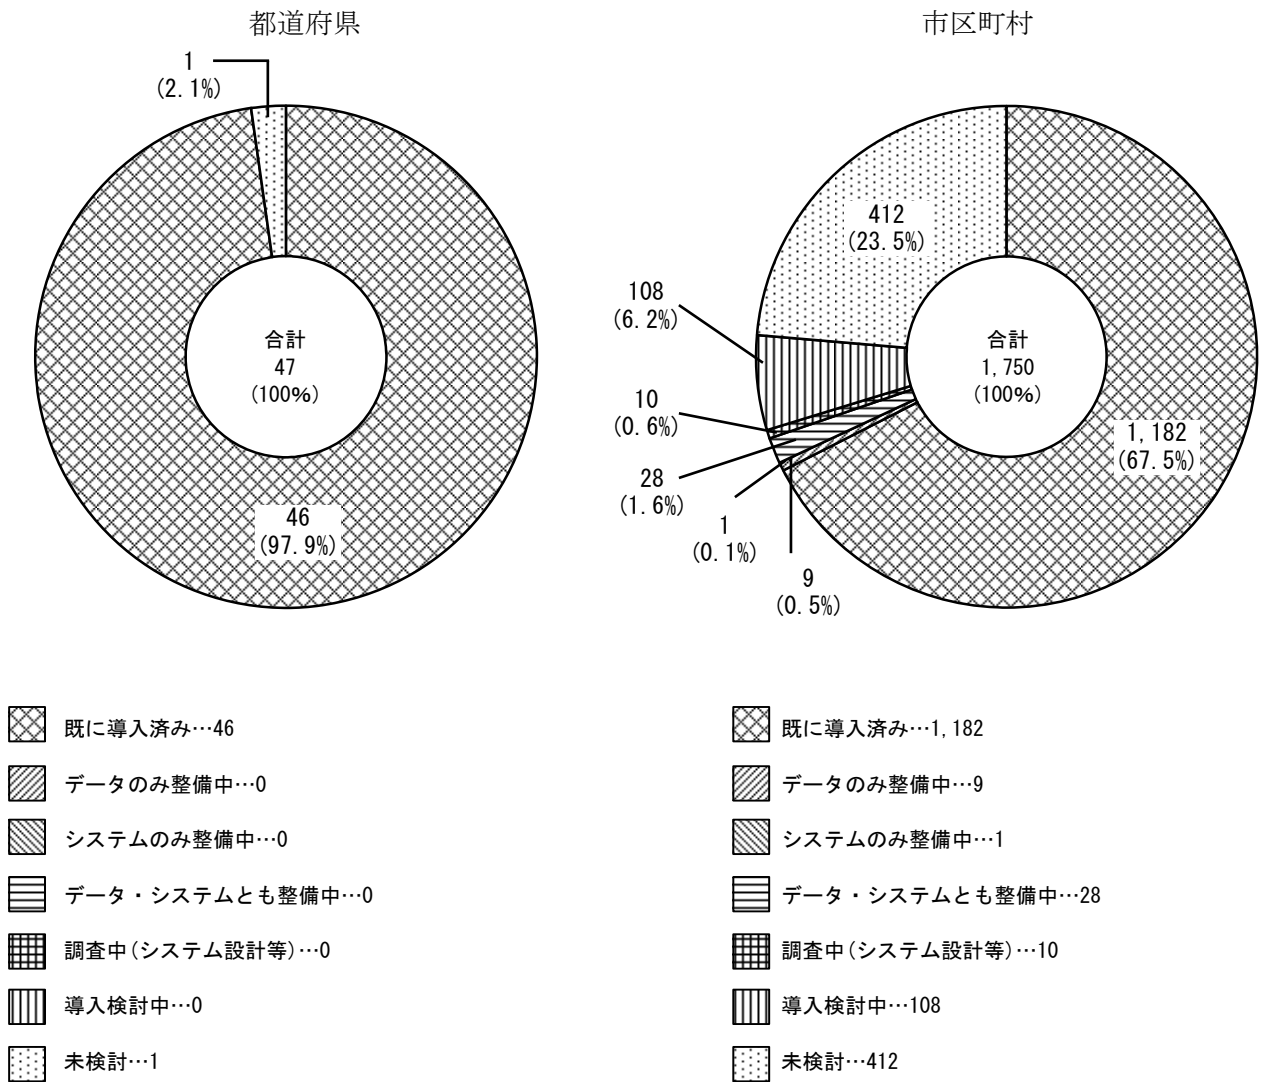 都道府県
1
(2.1%)
合計
47
(100%)
46
(97.9%)
既に導入済み…46
データのみ整備中…0
システムのみ整備中…0
データ・システムとも整備中…0
調査中(システム設計等)…0
導入検討中…0
未検討…1
市区町村
412
(23.5%)
108
(6.2%)
合計
1,750
(100%)
10
(0.6%)
1,182
(67.5%)
28
(1.6%)
1
(0.1%)
9
(0.5%)
既に導入済み…1,182
データのみ整備中…9
システムのみ整備中…1
データ・システムとも整備中…28
調査中(システム設計等)…10
導入検討中…108
未検討…412